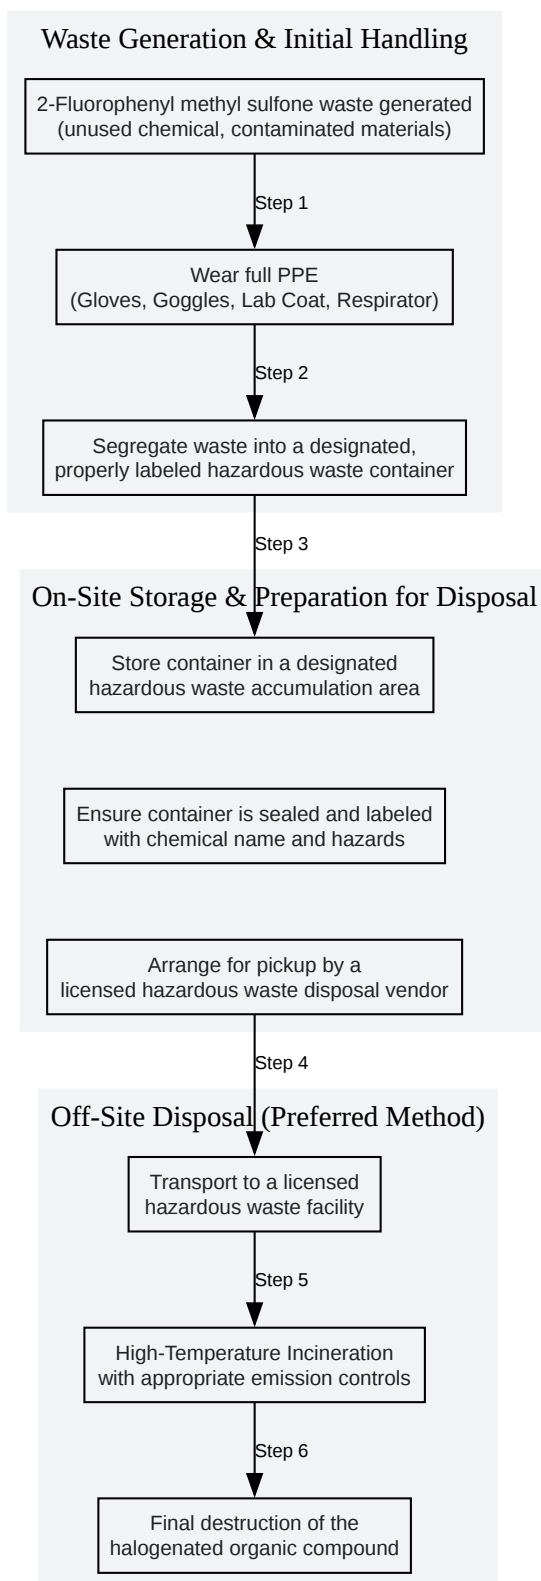 Waste Generation & Initial Handling
2-Fluorophenyl methyl sulfone waste generated
(unused chemical, contaminated materials)
Step 1
Wear full PPE
(Gloves, Goggles, Lab Coat, Respirator)
Step 2
Segregate waste into a designated,
properly labeled hazardous waste container
Step 3
On-Site Storage & Preparation for Disposal
Store container in a designated
hazardous waste accumulation area
Ensure container is sealed and labeled
with chemical name and hazards
Arrange for pickup by a
licensed hazardous waste disposal vendor
Step 4
Off-Site Disposal (Preferred Method)
Transport to a licensed
hazardous waste facility
Step 5
High-Temperature Incineration
with appropriate emission controls
Step 6
Final destruction of the
halogenated organic compound